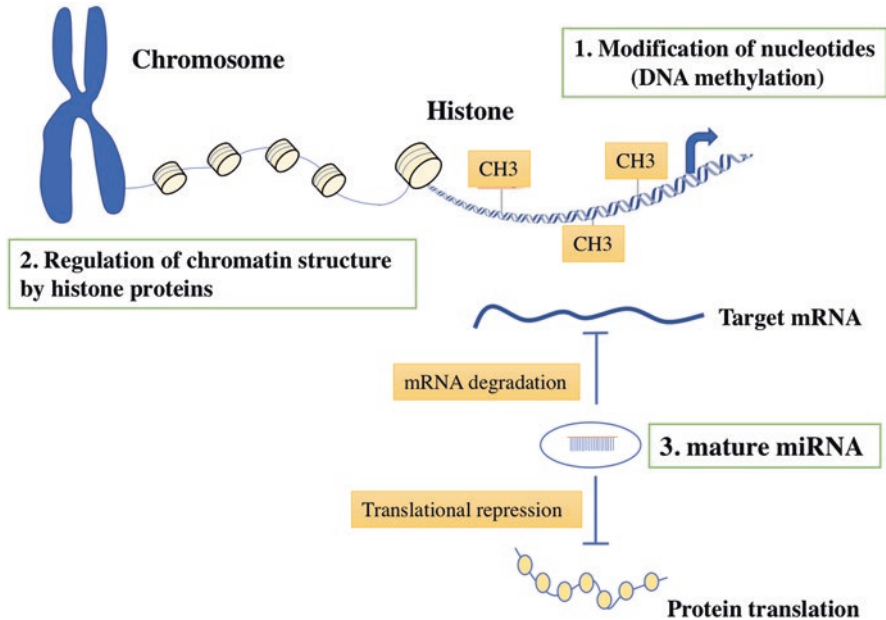 Chromosome
1. Modification of nucleotides
(DNA methylation)
Histone
CH3
CH3
CH3
2. Regulation of chromatin structure
by histone proteins
Target mRNA
mRNA degradation
3. mature miRNA
Translational repression
Protein translation